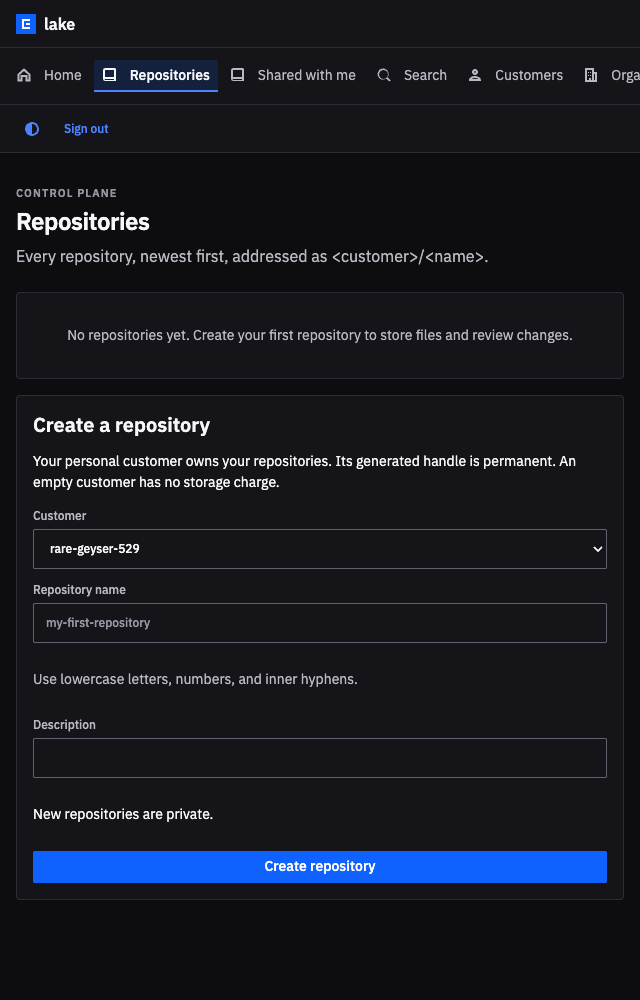 lake
Home Repositories Shared with me Search Customers Orga
Sign out
CONTROL PLANE
Repositories
Every repository, newest first, addressed as <customer>/<name>.
No repositories yet. Create your first repository to store files and review changes.
Create a repository
Your personal customer owns your repositories. Its generated handle is permanent. An
empty customer has no storage charge.
Customer
rare-geyser-529
Repository name
my-first-repository
Use lowercase letters, numbers, and inner hyphens.
Description
New repositories are private.
Create repository